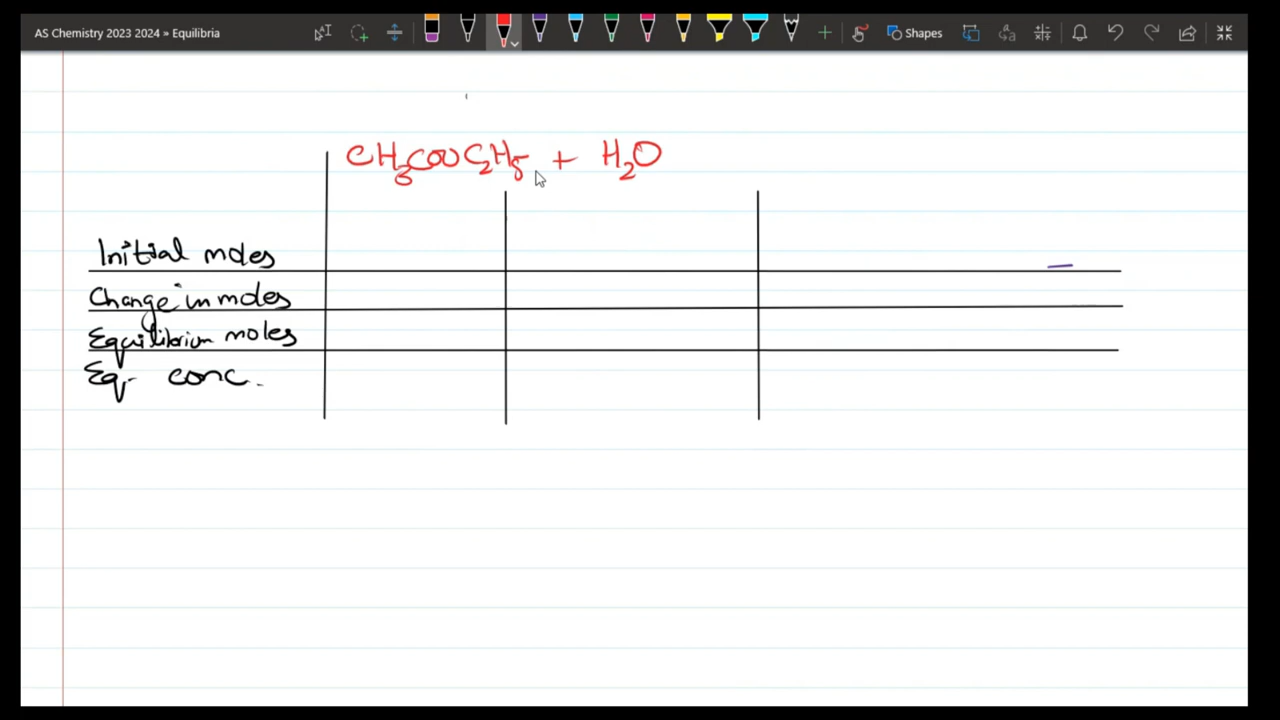 AS Chemistry 2023 2024 » Equilibria
Shapes
CH₃COOC₂H₅ + H₂O
Initial moles
Change in moles
Equilibrium moles
Eq. conc.